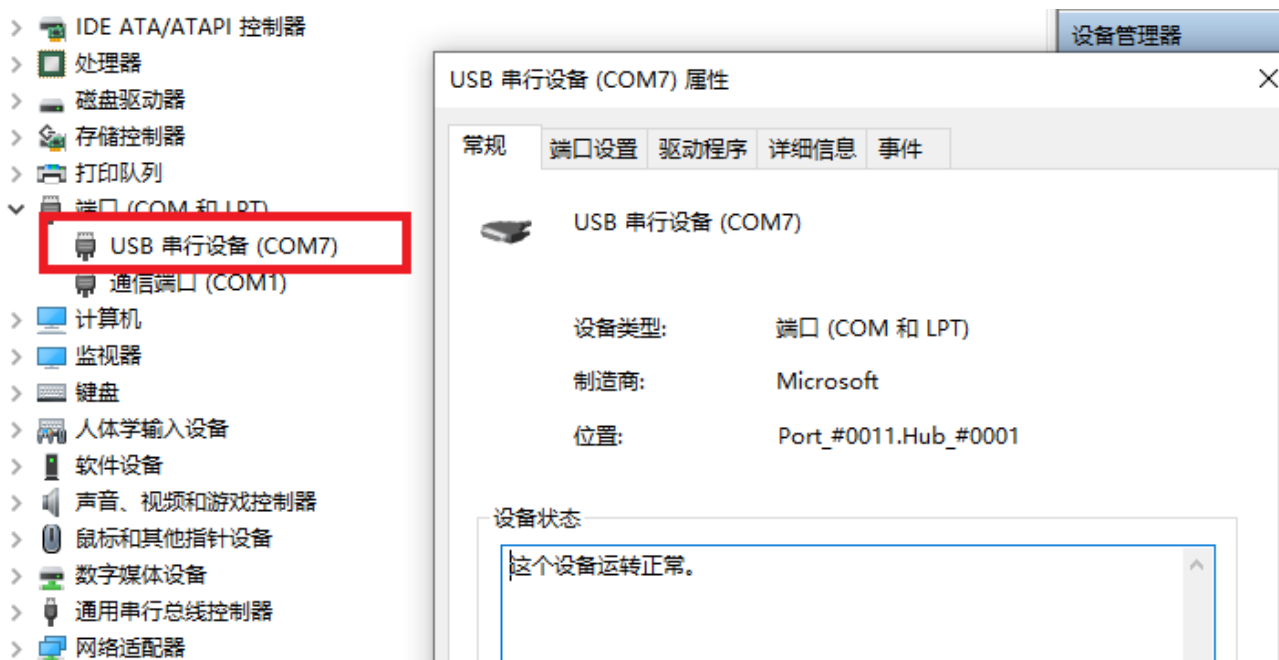 IDE ATA/ATAPI 控制器
处理器
磁盘驱动器
存储控制器
打印队列
端口 (COM 和 LPT)
USB 串行设备 (COM7)
通信端口 (COM1)
计算机
监视器
键盘
人体学输入设备
软件设备
声音、视频和游戏控制器
鼠标和其他指针设备
数字媒体设备
通用串行总线控制器
网络适配器
设备管理器
USB 串行设备 (COM7) 属性
常规 端口设置 驱动程序 详细信息 事件
USB 串行设备 (COM7)
设备类型: 端口 (COM 和 LPT)
制造商: Microsoft
位置: Port_#0011.Hub_#0001
设备状态
这个设备运转正常。